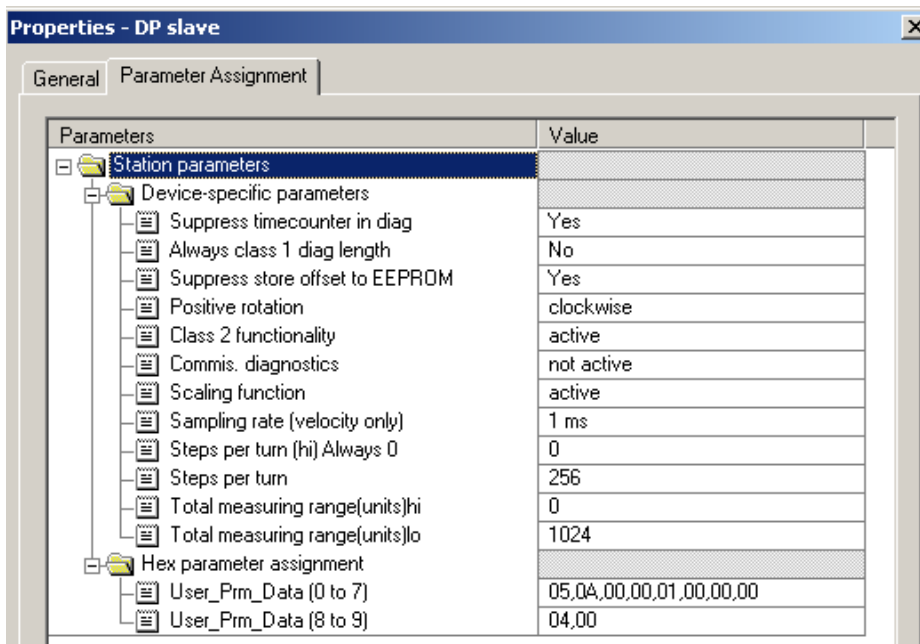 Properties - DP slave
General Parameter Assignment
Parameters Value
Station parameters
Device-specific parameters
Suppress timecounter in diag Yes
Always class 1 diag length No
Suppress store offset to EEPROM Yes
Positive rotation clockwise
Class 2 functionality active
Commis. diagnostics not active
Scaling function active
Sampling rate (velocity only) 1 ms
Steps per turn (hi) Always 0 0
Steps per turn 256
Total measuring range(units)hi 0
Total measuring range(units)lo 1024
Hex parameter assignment
User_Prm_Data (0 to 7) 05,0A,00,00,01,00,00,00
User_Prm_Data (8 to 9) 04,00